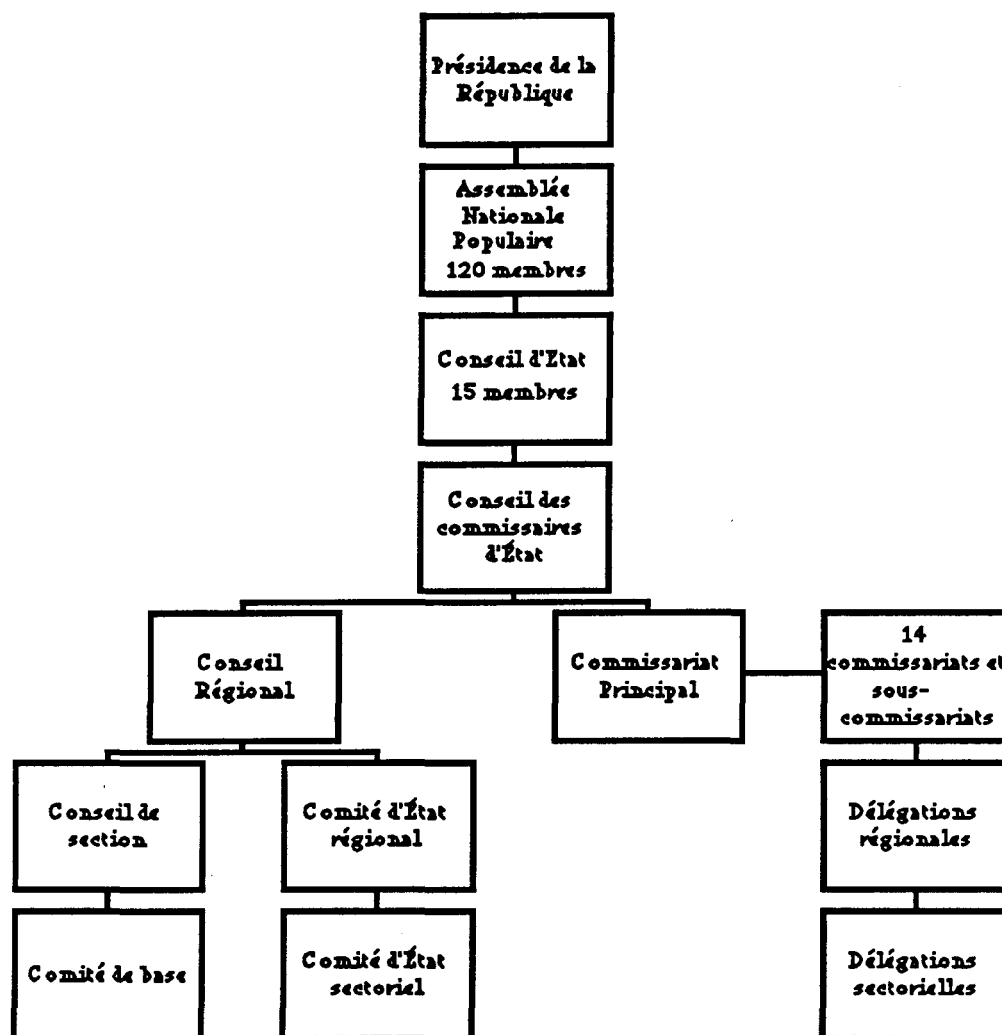 Présidence de la
République
Assemblée
Nationale
Populaire
120 membres
Conseil d'État
15 membres
Conseil des
commissaires
d'État
Conseil
Régional
Commissariat
Principal
14
commissariats et
sous-
commissariats
Conseil de
section
Comité d'État
régional
Délégations
régionales
Comité de base
Comité d'État
sectoriel
Délégations
sectorielles